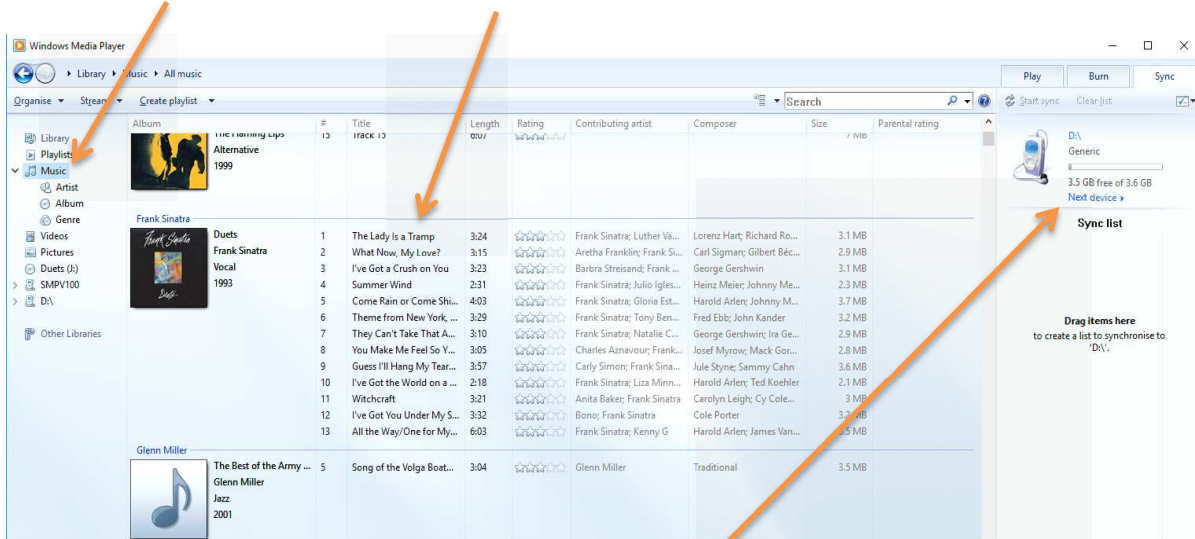 Windows Media Player
Library Music All music
Play Burn Sync
Organise Stream Create playlist Search Start sync Clear list
Album # Title Length Rating Contributing artist Composer Size Parental rating
Library
Playlists
Music
Artist
Album
Genre
Videos
Pictures
Duets (J:)
SMPV100
D:\
Other Libraries
The Flaming Lips 15 Track 15 6:07 7 MB
Alternative
1999
Frank Sinatra
Duets
Frank Sinatra
Vocal
1993
1 The Lady Is a Tramp 3:24 Frank Sinatra; Luther Va... Lorenz Hart; Richard Ro... 3.1 MB
2 What Now, My Love? 3:15 Aretha Franklin; Frank Si... Carl Sigman; Gilbert Béc... 2.9 MB
3 I've Got a Crush on You 3:23 Barbra Streisand; Frank ... George Gershwin 3.1 MB
4 Summer Wind 2:31 Frank Sinatra; Julio Igles... Heinz Meier; Johnny Me... 2.3 MB
5 Come Rain or Come Shi... 4:03 Frank Sinatra; Gloria Est... Harold Arlen; Johnny M... 3.7 MB
6 Theme from New York, ... 3:29 Frank Sinatra; Tony Ben... Fred Ebb; John Kander 3.2 MB
7 They Can't Take That A... 3:10 Frank Sinatra; Natalie C... George Gershwin; Ira Ge... 2.9 MB
8 You Make Me Feel So Y... 3:05 Charles Aznavour; Frank... Josef Myrow; Mack Gor... 2.8 MB
9 Guess I'll Hang My Tear... 3:57 Carly Simon; Frank Sina... Jule Styne; Sammy Cahn 3.6 MB
10 I've Got the World on a ... 2:18 Frank Sinatra; Liza Minn... Harold Arlen; Ted Koehler 2.1 MB
11 Witchcraft 3:21 Anita Baker; Frank Sinatra Carolyn Leigh; Cy Cole... 3 MB
12 I've Got You Under My S... 3:32 Bono; Frank Sinatra Cole Porter MB
13 All the Way/One for My... 6:03 Frank Sinatra; Kenny G Harold Arlen; James Van... MB
Glenn Miller
The Best of the Army ... 5 Song of the Volga Boat... 3:04 Glenn Miller Traditional 3.5 MB
Glenn Miller
Jazz
2001
D:\
Generic
3.5 GB free of 3.6 GB
Next device
Sync list
Drag items here
to create a list to synchronise to
'D:\'.
Frank Sinatra
Duets